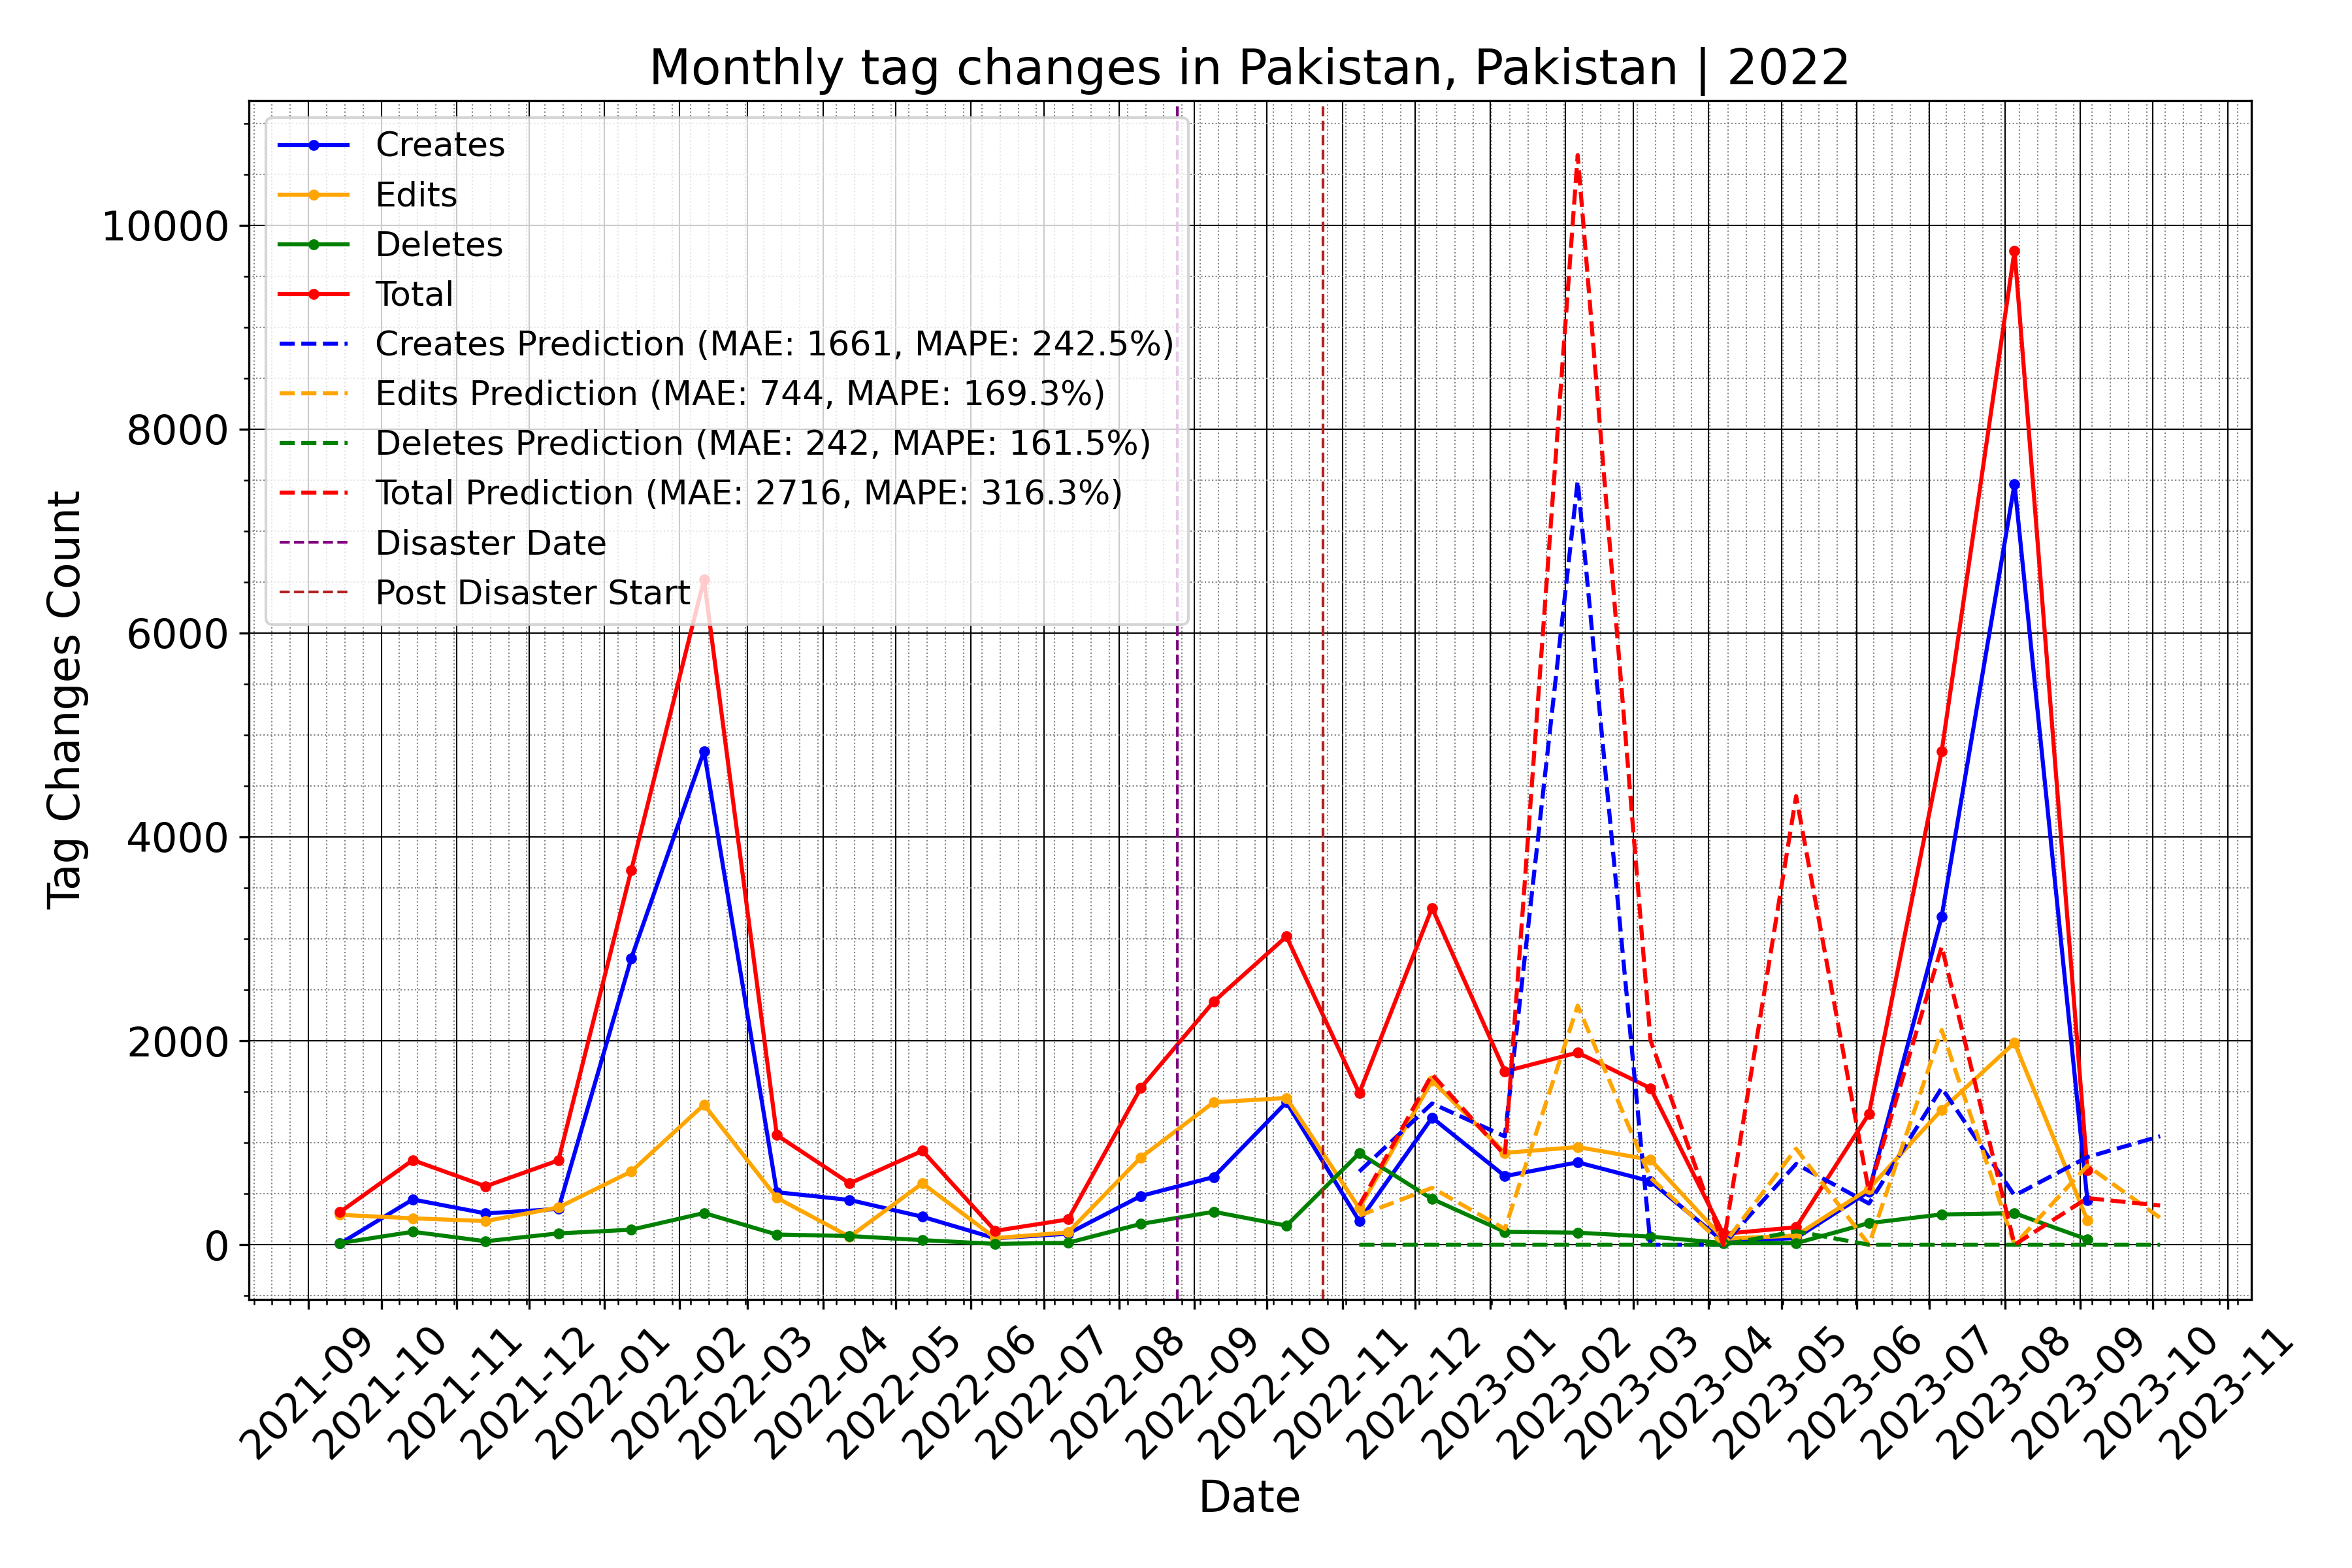 Monthly tag changes in Pakistan, Pakistan | 2022
Creates
Edits
Deletes
Total
Creates Prediction (MAE: 1661, MAPE: 242.5%)
Edits Prediction (MAE: 744, MAPE: 169.3%)
Deletes Prediction (MAE: 242, MAPE: 161.5%)
Total Prediction (MAE: 2716, MAPE: 316.3%)
Disaster Date
Post Disaster Start
Tag Changes Count
10000
8000
6000
4000
2000
0
2021-09
2021-10
2021-11
2021-12
2022-01
2022-02
2022-03
2022-04
2022-05
2022-06
2022-07
2022-08
2022-09
2022-10
2022-11
2022-12
2023-01
2023-02
2023-03
2023-04
2023-05
2023-06
2023-07
2023-08
2023-09
2023-10
2023-11
Date